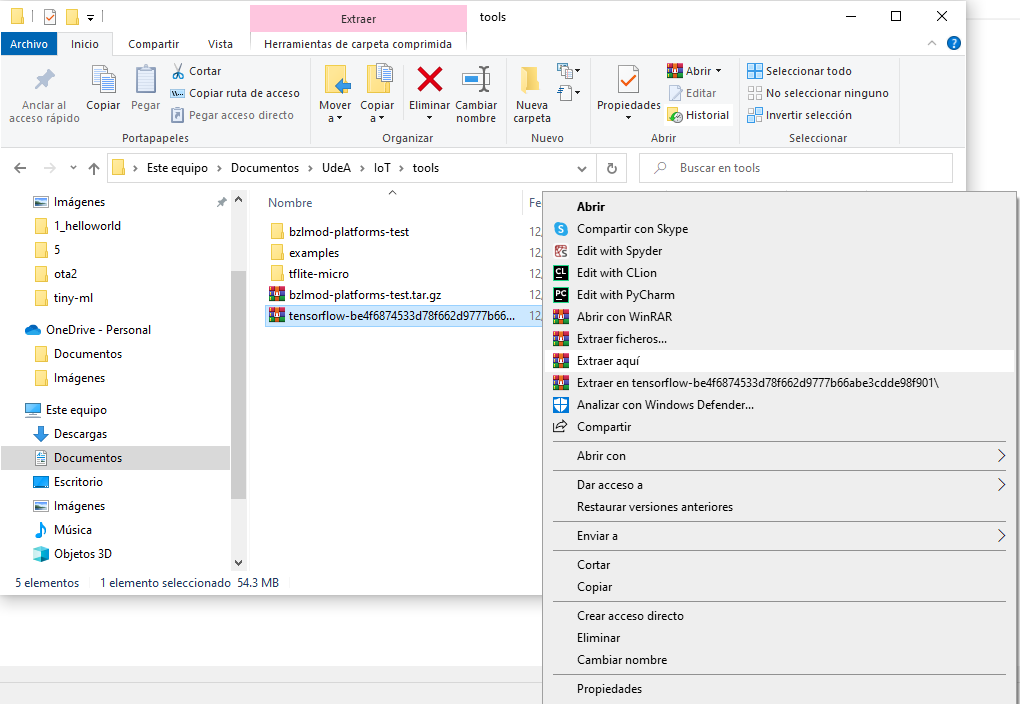 Extraer
tools
Archivo
Inicio
Compartir
Vista
Herramientas de carpeta comprimida
Anclar al
acceso rápido
Copiar
Pegar
Cortar
Copiar ruta de acceso
Pegar acceso directo
Portapapeles
Mover
a
Copiar
a
Eliminar
Cambiar
nombre
Organizar
Nueva
carpeta
Nuevo
Propiedades
Abrir
Editar
Historial
Abrir
Seleccionar todo
No seleccionar ninguno
Invertir selección
Seleccionar
Este equipo > Documentos > UdeA > IoT > tools
Buscar en tools
Imágenes
1_helloworld
5
ota2
tiny-ml
OneDrive - Personal
Documentos
Imágenes
Este equipo
Descargas
Documentos
Escritorio
Imágenes
Música
Objetos 3D
Nombre
Fe
bzlmod-platforms-test
12,
examples
12,
tflite-micro
12,
bzlmod-platforms-test.tar.gz
12,
tensorflow-be4f6874533d78f662d9777b66...
12,
5 elementos
1 elemento seleccionado 54.3 MB
Abrir
Compartir con Skype
Edit with Spyder
CL Edit with CLion
PC Edit with PyCharm
Abrir con WinRAR
Extraer ficheros...
Extraer aquí
Extraer en tensorflow-be4f6874533d78f662d9777b66abe3cdde98f901\
Analizar con Windows Defender...
Compartir
Abrir con
Dar acceso a
Restaurar versiones anteriores
Enviar a
Cortar
Copiar
Crear acceso directo
Eliminar
Cambiar nombre
Propiedades